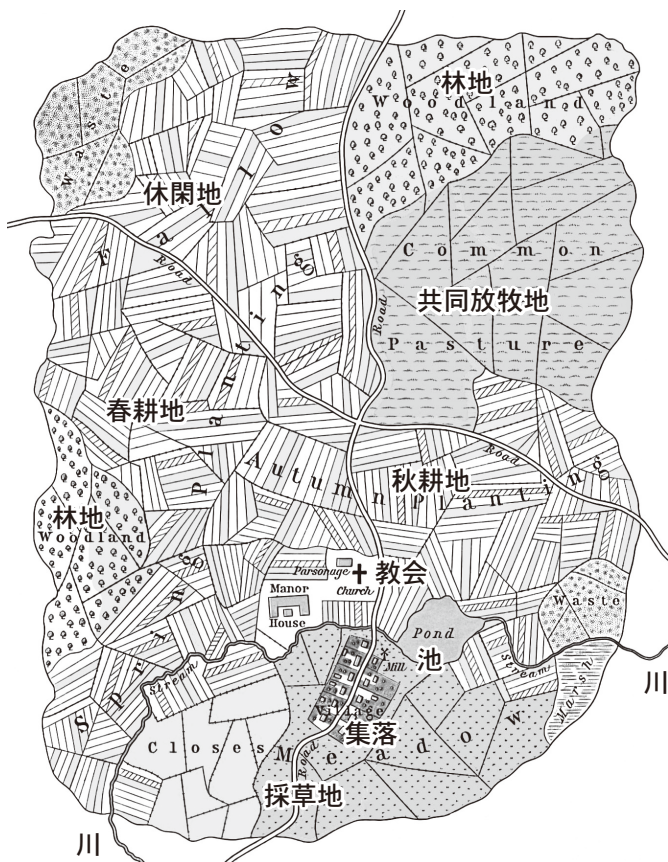 Waste
林地
Woodland
休閑地
Fallow
Road
Common
共同放牧地
Road
Pasture
春耕地
Spring Planting
Autumn Planting
秋耕地
Road
林地
Woodland
Parsonage
教会
Church
Manor
House
Waste
Pond
池
Mill
Stream
Stream
Marsh
川
Village
集落
Closes
Meadow
Road
採草地
川